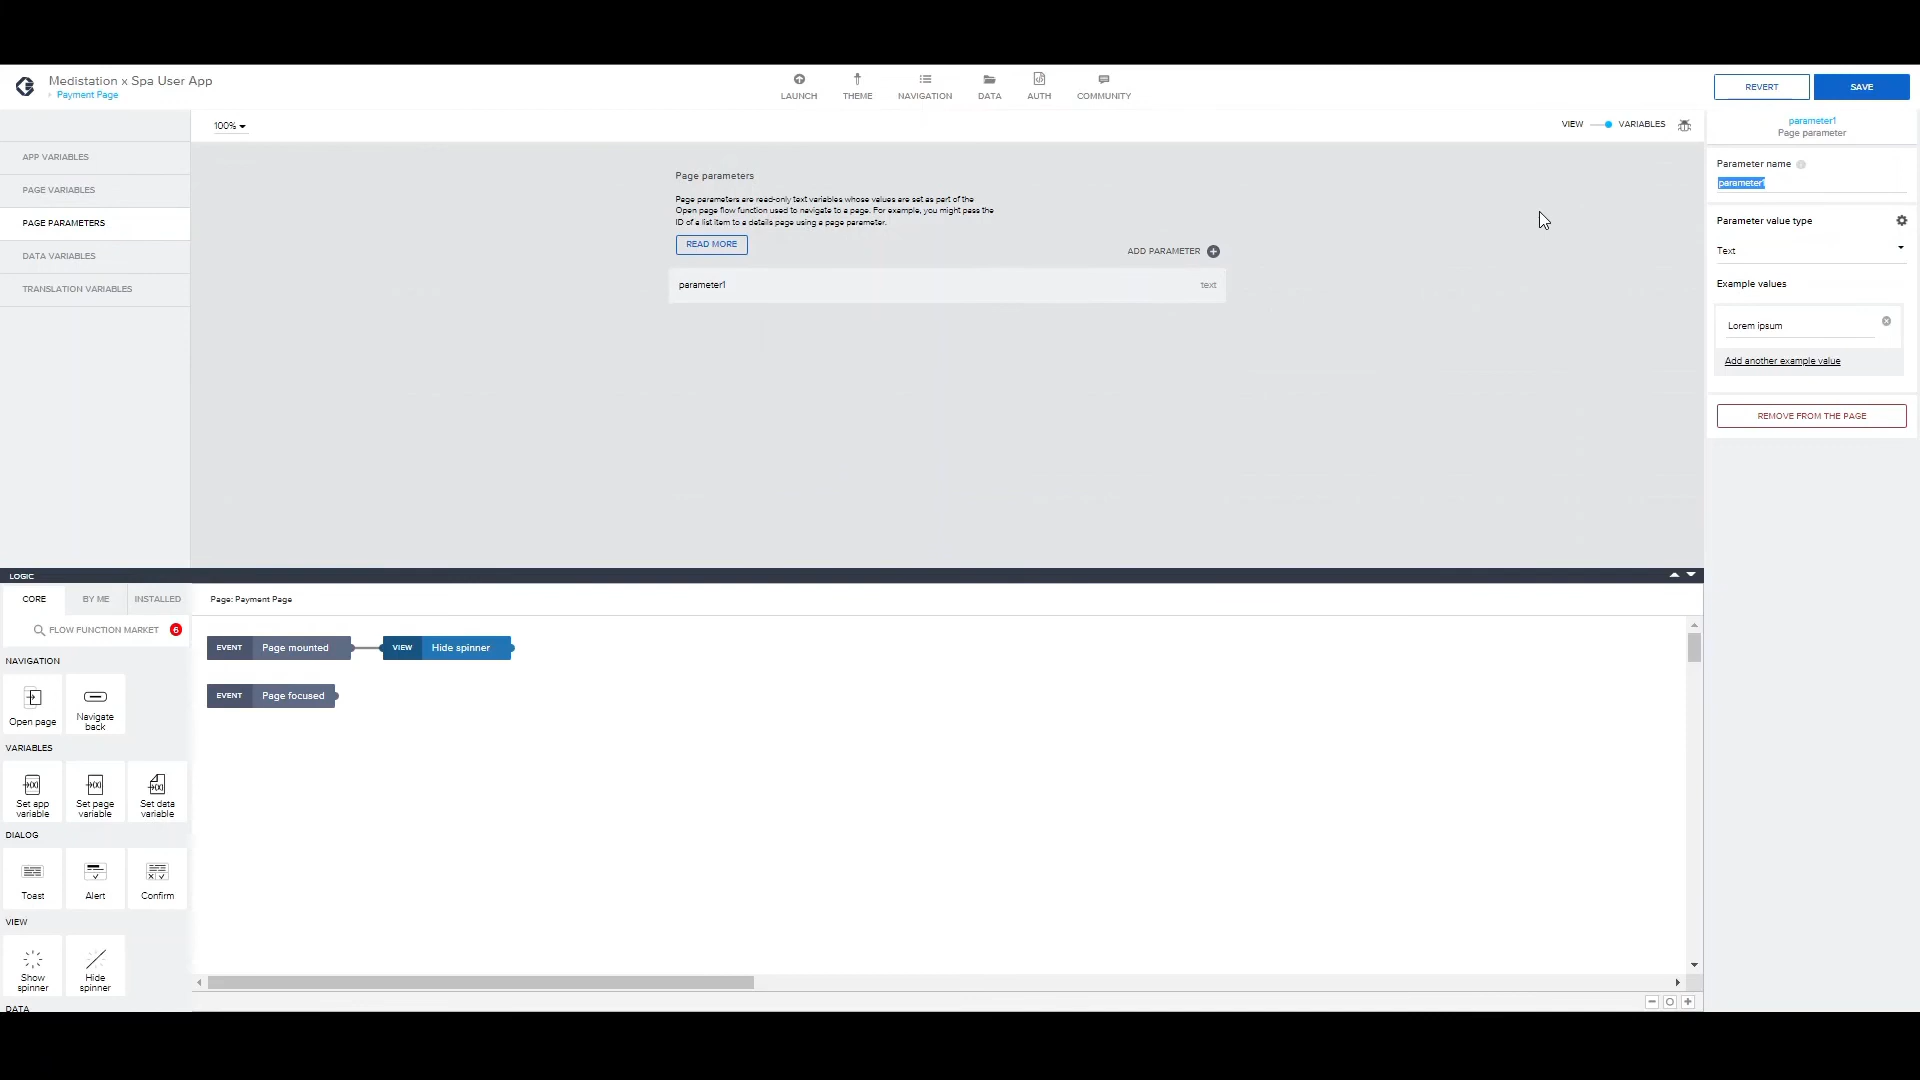 Medistation x Spa User App
Payment Page
LAUNCH
THEME
NAVIGATION
DATA
AUTH
COMMUNITY
REVERT
SAVE
100%
VIEW
VARIABLES
parameter1
Page parameter
APP VARIABLES
PAGE VARIABLES
PAGE PARAMETERS
DATA VARIABLES
TRANSLATION VARIABLES
Page parameters
Page parameters are read-only text variables whose values are set as part of the
Open page flow function used to navigate to a page. For example, you might pass the
ID of a list item to a details page using a page parameter.
READ MORE
ADD PARAMETER
parameter1
text
Parameter name
parameter1
Parameter value type
Text
Example values
Lorem ipsum
Add another example value
REMOVE FROM THE PAGE
LOGIC
CORE
BY ME
INSTALLED
FLOW FUNCTION MARKET
6
Page: Payment Page
EVENT
Page mounted
VIEW
Hide spinner
EVENT
Page focused
NAVIGATION
Open page
Navigate
back
VARIABLES
Set app
variable
Set page
variable
Set data
variable
DIALOG
Toast
Alert
Confirm
VIEW
Show
spinner
Hide
spinner
DATA